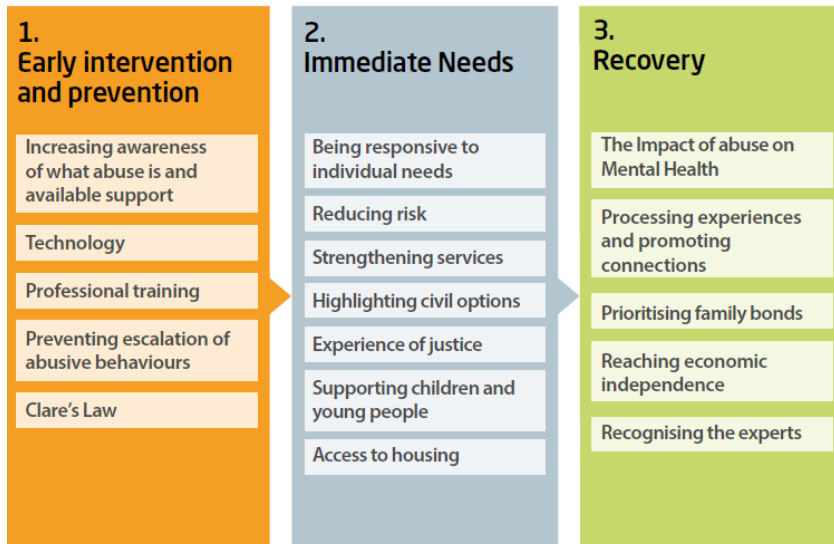 1.
Early intervention
and prevention
Increasing awareness
of what abuse is and
available support
Technology
Professional training
Preventing escalation of
abusive behaviours
Clare’s Law
2.
Immediate Needs
Being responsive to
individual needs
Reducing risk
Strengthening services
Highlighting civil options
Experience of justice
Supporting children and
young people
Access to housing
3.
Recovery
The Impact of abuse on
Mental Health
Processing experiences
and promoting
connections
Prioritising family bonds
Reaching economic
independence
Recognising the experts